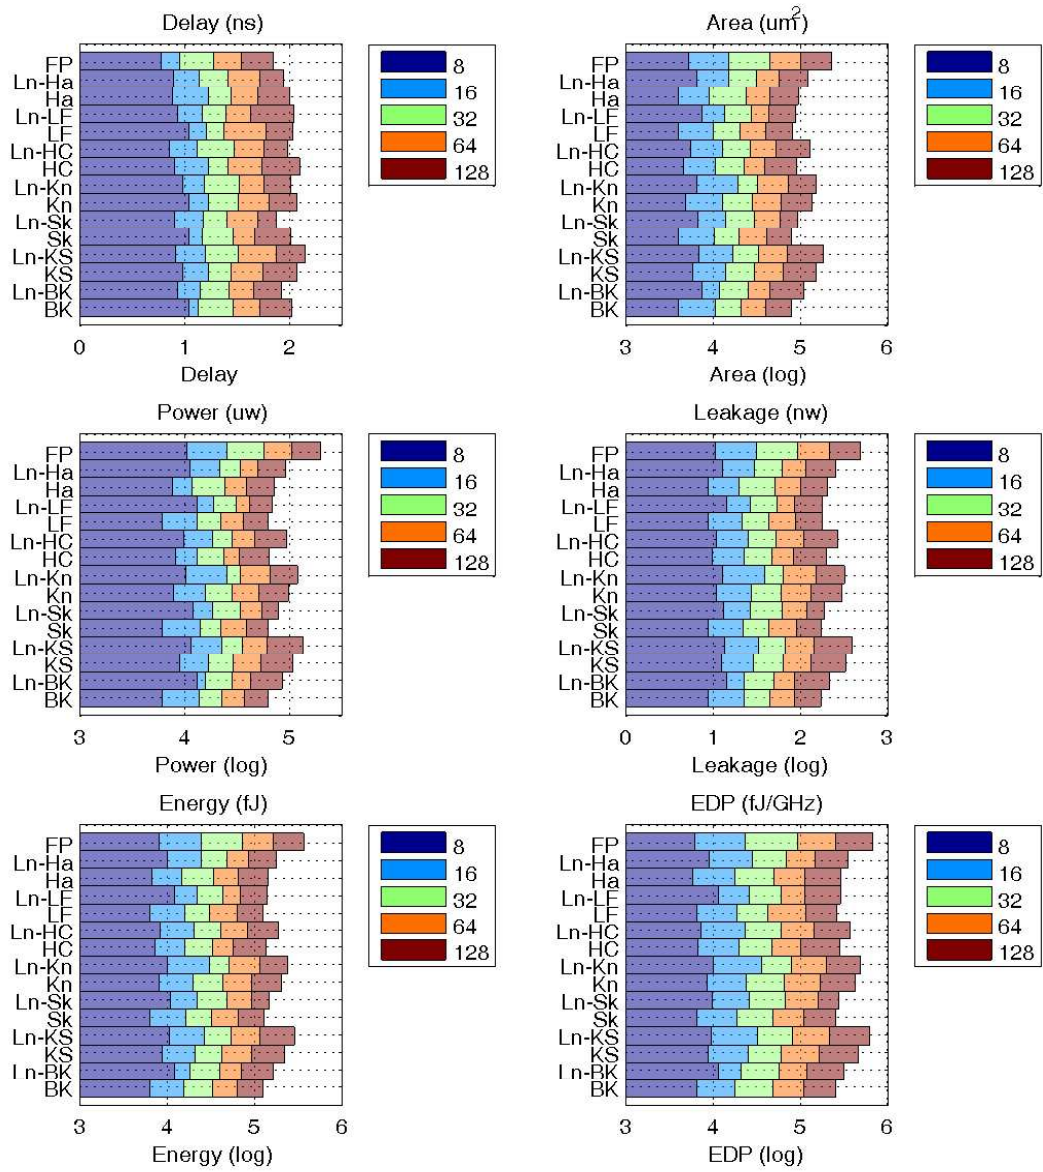 Delay (ns)
FP
Ln-Ha
Ha
Ln-LF
LF
Ln-HC
HC
Ln-Kn
Kn
Ln-Sk
Sk
Ln-KS
KS
Ln-BK
BK
0 1 2
Delay
8
16
32
64
128
Area (um2)
FP
Ln-Ha
Ha
Ln-LF
LF
Ln-HC
HC
Ln-Kn
Kn
Ln-Sk
Sk
Ln-KS
KS
Ln-BK
BK
3 4 5 6
Area (log)
8
16
32
64
128
Power (uw)
FP
Ln-Ha
Ha
Ln-LF
LF
Ln-HC
HC
Ln-Kn
Kn
Ln-Sk
Sk
Ln-KS
KS
Ln-BK
BK
3 4 5
Power (log)
8
16
32
64
128
Leakage (nw)
FP
Ln-Ha
Ha
Ln-LF
LF
Ln-HC
HC
Ln-Kn
Kn
Ln-Sk
Sk
Ln-KS
KS
Ln-BK
BK
0 1 2 3
Leakage (log)
8
16
32
64
128
Energy (fJ)
FP
Ln-Ha
Ha
Ln-LF
LF
Ln-HC
HC
Ln-Kn
Kn
Ln-Sk
Sk
Ln-KS
KS
Ln-BK
BK
3 4 5 6
Energy (log)
8
16
32
64
128
EDP (fJ/GHz)
FP
Ln-Ha
Ha
Ln-LF
LF
Ln-HC
HC
Ln-Kn
Kn
Ln-Sk
Sk
Ln-KS
KS
Ln-BK
BK
3 4 5 6
EDP (log)
8
16
32
64
128